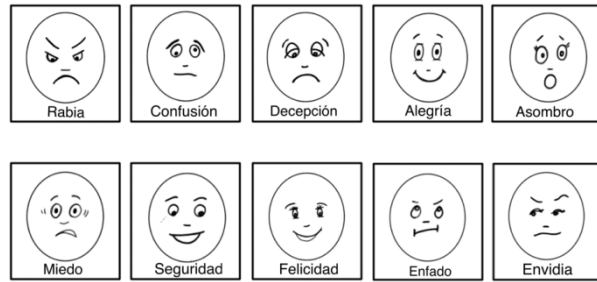 Rabia
Confusión
Decepción
Alegría
Asombro
Miedo
Seguridad
Felicidad
Enfado
Envidia